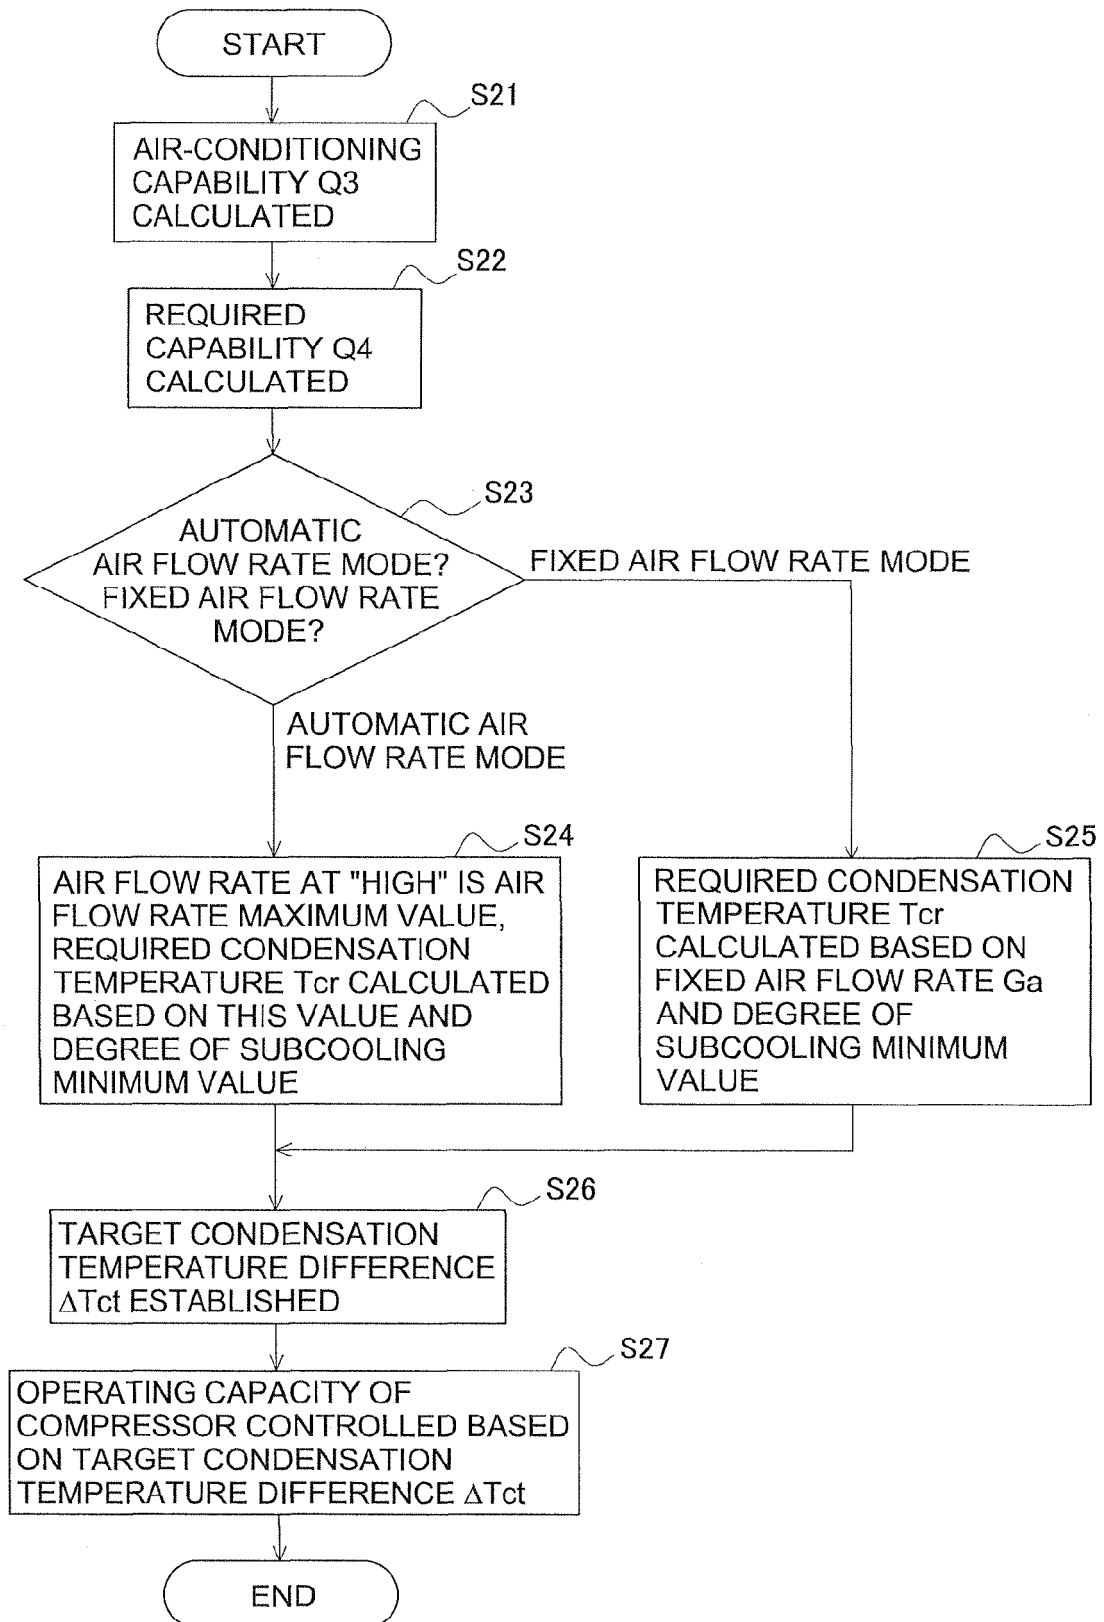 START
S21
AIR-CONDITIONING
CAPABILITY Q3
CALCULATED
S22
REQUIRED
CAPABILITY Q4
CALCULATED
S23
AUTOMATIC
AIR FLOW RATE MODE?
FIXED AIR FLOW RATE
MODE?
FIXED AIR FLOW RATE MODE
AUTOMATIC AIR
FLOW RATE MODE
S24
AIR FLOW RATE AT "HIGH" IS AIR
FLOW RATE MAXIMUM VALUE,
REQUIRED CONDENSATION
TEMPERATURE Tcr CALCULATED
BASED ON THIS VALUE AND
DEGREE OF SUBCOOLING
MINIMUM VALUE
S25
REQUIRED CONDENSATION
TEMPERATURE Tcr
CALCULATED BASED ON
FIXED AIR FLOW RATE Ga
AND DEGREE OF
SUBCOOLING MINIMUM
VALUE
S26
TARGET CONDENSATION
TEMPERATURE DIFFERENCE
ΔTct ESTABLISHED
S27
OPERATING CAPACITY OF
COMPRESSOR CONTROLLED BASED
ON TARGET CONDENSATION
TEMPERATURE DIFFERENCE ΔTct
END